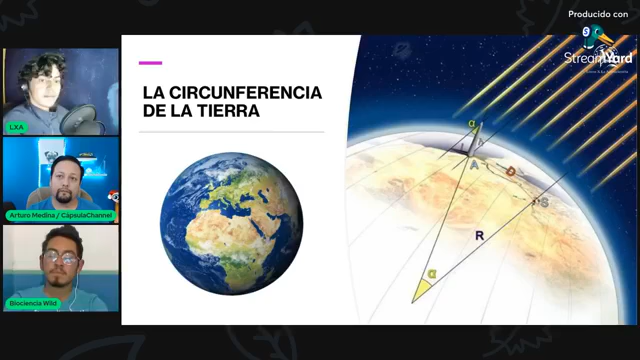 Producido con
StreamYard
LA CIRCUNFERENCIA
DE LA TIERRA
LXA
Arturo Medina / CápsulaChannel
Biociencia Wild
α
A
D
S
R
α